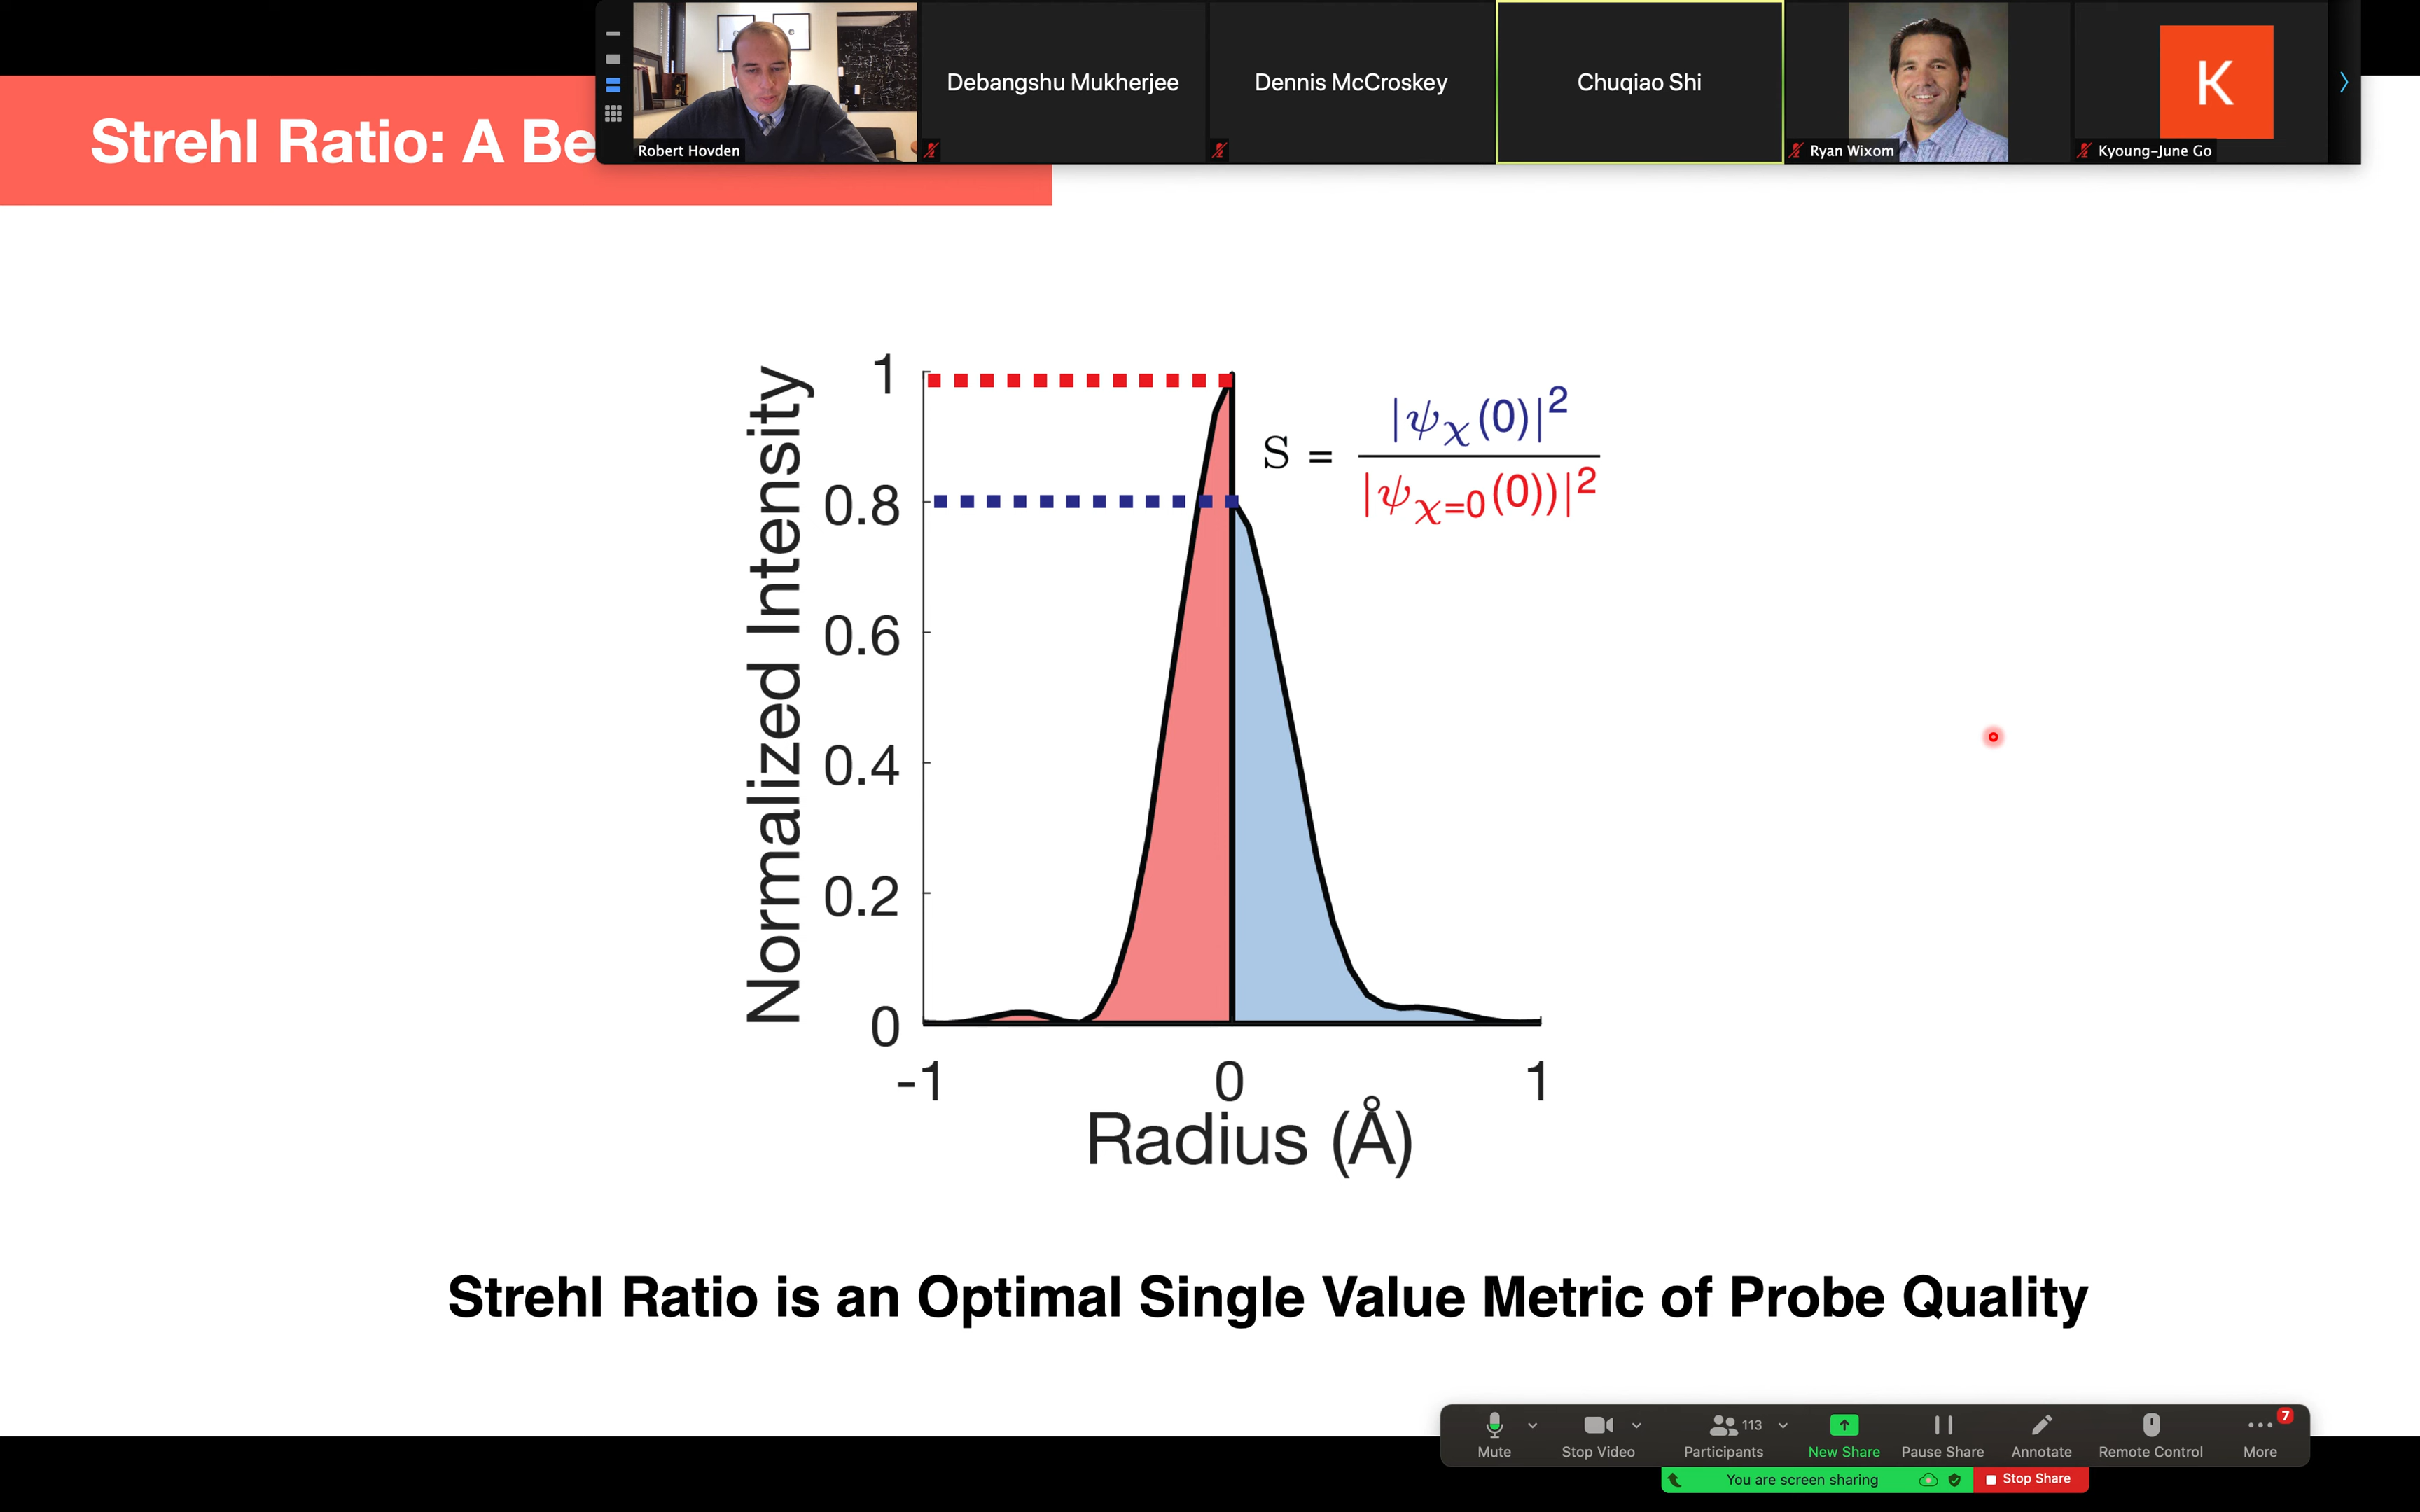 Debangshu Mukherjee
Dennis McCroskey
Chuqiao Shi
K
Robert Hovden
Ryan Wixom
Kyoung-June Go
Strehl Ratio: A Be
Normalized Intensity
1
0.8
0.6
0.4
0.2
0
-1
0
1
Radius (Å)
S = |ψχ(0)|² / |ψχ=0(0))|²
Strehl Ratio is an Optimal Single Value Metric of Probe Quality
113
7
Mute
Stop Video
Participants
New Share
Pause Share
Annotate
Remote Control
More
You are screen sharing
Stop Share